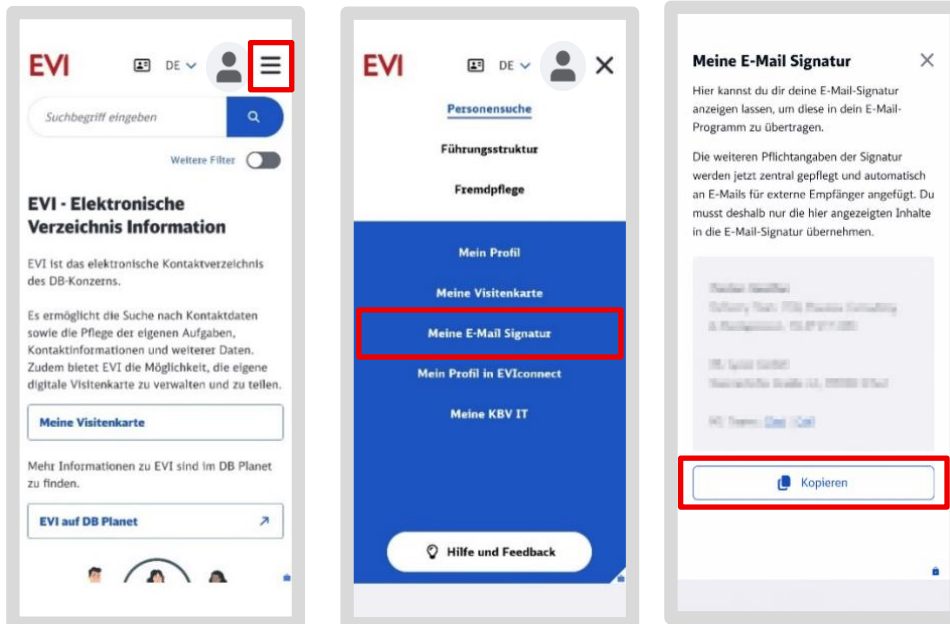 EVI
DE
Suchbegriff eingeben
Weitere Filter
EVI - Elektronische
Verzeichnis Information
EVI ist das elektronische Kontaktverzeichnis
des DB-Konzerns.
Es ermöglicht die Suche nach Kontaktdaten
sowie die Pflege der eigenen Aufgaben,
Kontaktinformationen und weiterer Daten.
Zudem bietet EVI die Möglichkeit, die eigene
digitale Visitenkarte zu verwalten und zu teilen.
Meine Visitenkarte
Mehr Informationen zu EVI sind im DB Planet
zu finden.
EVI auf DB Planet
EVI
DE
Personensuche
Führungsstruktur
Fremdpflege
Mein Profil
Meine Visitenkarte
Meine E-Mail Signatur
Mein Profil in EVIconnect
Meine KBV IT
Hilfe und Feedback
Meine E-Mail Signatur
Hier kannst du dir deine E-Mail-Signatur
anzeigen lassen, um diese in dein E-Mail-
Programm zu übertragen.
Die weiteren Pflichtangaben der Signatur
werden jetzt zentral gepflegt und automatisch
an E-Mails für externe Empfänger angefügt. Du
musst deshalb nur die hier angezeigten Inhalte
in die E-Mail-Signatur übernehmen.
Kopieren